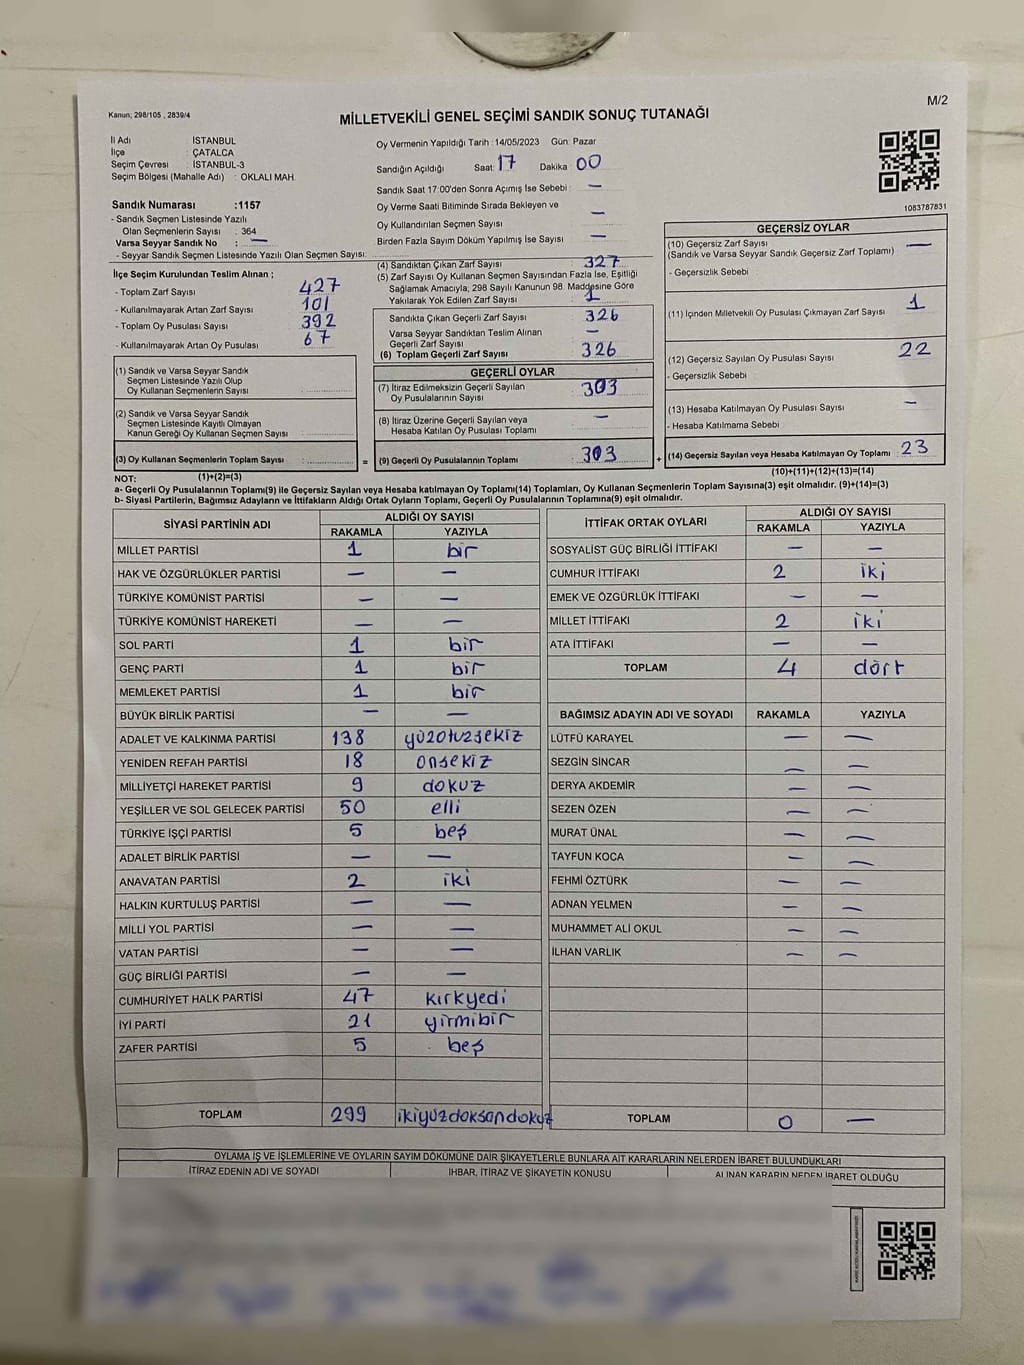 M/2
Kanun; 298/105 , 2839/4
MİLLETVEKİLİ GENEL SEÇİMİ SANDIK SONUÇ TUTANAĞI
İl Adı : İSTANBUL
İlçe : ÇATALCA
Seçim Çevresi : İSTANBUL-3
Seçim Bölgesi (Mahalle Adı) : OKLALI MAH.
Sandık Numarası :1157
- Sandık Seçmen Listesinde Yazılı
Olan Seçmenlerin Sayısı : 364
Varsa Seyyar Sandık No : —
- Seyyar Sandık Seçmen Listesinde Yazılı Olan Seçmen Sayısı:
İlçe Seçim Kurulundan Teslim Alınan ;
- Toplam Zarf Sayısı : 427
- Kullanılmayarak Artan Zarf Sayısı : 101
- Toplam Oy Pusulası Sayısı : 392
- Kullanılmayarak Artan Oy Pusulası : 67
(1) Sandık ve Varsa Seyyar Sandık
Seçmen Listesinde Yazılı Olup
Oy Kullanan Seçmenlerin Sayısı :
(2) Sandık ve Varsa Seyyar Sandık
Seçmen Listesinde Kayıtlı Olmayan
Kanun Gereği Oy Kullanan Seçmen Sayısı :
(3) Oy Kullanan Seçmenlerin Toplam Sayısı :
(1)+(2)=(3)
Oy Vermenin Yapıldığı Tarih :14/05/2023 Gün: Pazar
Sandığın Açıldığı Saat: 17 Dakika : 00
Sandık Saat 17:00'den Sonra Açımış İse Sebebi : —
Oy Verme Saati Bitiminde Sırada Bekleyen ve
Oy Kullandırılan Seçmen Sayısı : —
Birden Fazla Sayım Döküm Yapılmış İse Sayısı : —
(4) Sandıktan Çıkan Zarf Sayısı : 327
(5) Zarf Sayısı Oy Kullanan Seçmen Sayısından Fazla İse, Eşitliği
Sağlamak Amacıyla; 298 Sayılı Kanunun 98. Maddesine Göre
Yakılarak Yok Edilen Zarf Sayısı : 1
Sandıkta Çıkan Geçerli Zarf Sayısı : 326
Varsa Seyyar Sandıktan Teslim Alınan
Geçerli Zarf Sayısı : —
(6) Toplam Geçerli Zarf Sayısı : 326
GEÇERLİ OYLAR
(7) İtiraz Edilmeksizin Geçerli Sayılan
Oy Pusulalarının Sayısı : 303
(8) İtiraz Üzerine Geçerli Sayılan veya
Hesaba Katılan Oy Pusulası Toplamı : —
= (9) Geçerli Oy Pusulalarının Toplamı : 303 +
1083787831
GEÇERSİZ OYLAR
(10) Geçersiz Zarf Sayısı : —
(Sandık ve Varsa Seyyar Sandık Geçersiz Zarf Toplamı)
- Geçersizlik Sebebi :
(11) İçinden Milletvekili Oy Pusulası Çıkmayan Zarf Sayısı : 1
(12) Geçersiz Sayılan Oy Pusulası Sayısı : 22
- Geçersizlik Sebebi :
(13) Hesaba Katılmayan Oy Pusulası Sayısı : —
- Hesaba Katılmama Sebebi :
(14) Geçersiz Sayılan veya Hesaba Katılmayan Oy Toplamı : 23
(10)+(11)+(12)+(13)=(14)
NOT:
a- Geçerli Oy Pusulalarının Toplamı(9) ile Geçersiz Sayılan veya Hesaba katılmayan Oy Toplamı(14) Toplamları, Oy Kullanan Seçmenlerin Toplam Sayısına(3) eşit olmalıdır. (9)+(14)=(3)
b- Siyasi Partilerin, Bağımsız Adayların ve İttifakların Aldığı Ortak Oyların Toplamı, Geçerli Oy Pusulalarının Toplamına(9) eşit olmalıdır.
SİYASİ PARTİNİN ADI ALDIĞI OY SAYISI
RAKAMLA YAZIYLA
MİLLET PARTİSİ 1 bir
HAK VE ÖZGÜRLÜKLER PARTİSİ — —
TÜRKİYE KOMÜNİST PARTİSİ — —
TÜRKİYE KOMÜNİST HAREKETİ — —
SOL PARTİ 1 bir
GENÇ PARTİ 1 bir
MEMLEKET PARTİSİ 1 bir
BÜYÜK BİRLİK PARTİSİ — —
ADALET VE KALKINMA PARTİSİ 138 yüzotuzsekiz
YENİDEN REFAH PARTİSİ 18 onsekiz
MİLLİYETÇİ HAREKET PARTİSİ 9 dokuz
YEŞİLLER VE SOL GELECEK PARTİSİ 50 elli
TÜRKİYE İŞÇİ PARTİSİ 5 beş
ADALET BİRLİK PARTİSİ — —
ANAVATAN PARTİSİ 2 iki
HALKIN KURTULUŞ PARTİSİ — —
MİLLİ YOL PARTİSİ — —
VATAN PARTİSİ — —
GÜÇ BİRLİĞİ PARTİSİ — —
CUMHURİYET HALK PARTİSİ 47 kırkyedi
İYİ PARTİ 21 yirmibir
ZAFER PARTİSİ 5 beş
TOPLAM 299 ikiyüzdoksandokuz
İTTİFAK ORTAK OYLARI ALDIĞI OY SAYISI
RAKAMLA YAZIYLA
SOSYALİST GÜÇ BİRLİĞİ İTTİFAKI — —
CUMHUR İTTİFAKI 2 iki
EMEK VE ÖZGÜRLÜK İTTİFAKI — —
MİLLET İTTİFAKI 2 iki
ATA İTTİFAKI — —
TOPLAM 4 dört
BAĞIMSIZ ADAYIN ADI VE SOYADI RAKAMLA YAZIYLA
LÜTFÜ KARAYEL — —
SEZGİN SİNCAR — —
DERYA AKDEMİR — —
SEZEN ÖZEN — —
MURAT ÜNAL — —
TAYFUN KOCA — —
FEHMİ ÖZTÜRK — —
ADNAN YELMEN — —
MUHAMMET ALİ OKUL — —
İLHAN VARLIK — —
TOPLAM 0 —
OYLAMA İŞ VE İŞLEMLERİNE VE OYLARIN SAYIM DÖKÜMÜNE DAİR ŞİKAYETLERLE BUNLARA AİT KARARLARIN NELERDEN İBARET BULUNDUKLARI
İTİRAZ EDENİN ADI VE SOYADI İHBAR, İTİRAZ VE ŞİKAYETİN KONUSU ALINAN KARARIN NEDEN İBARET OLDUĞU